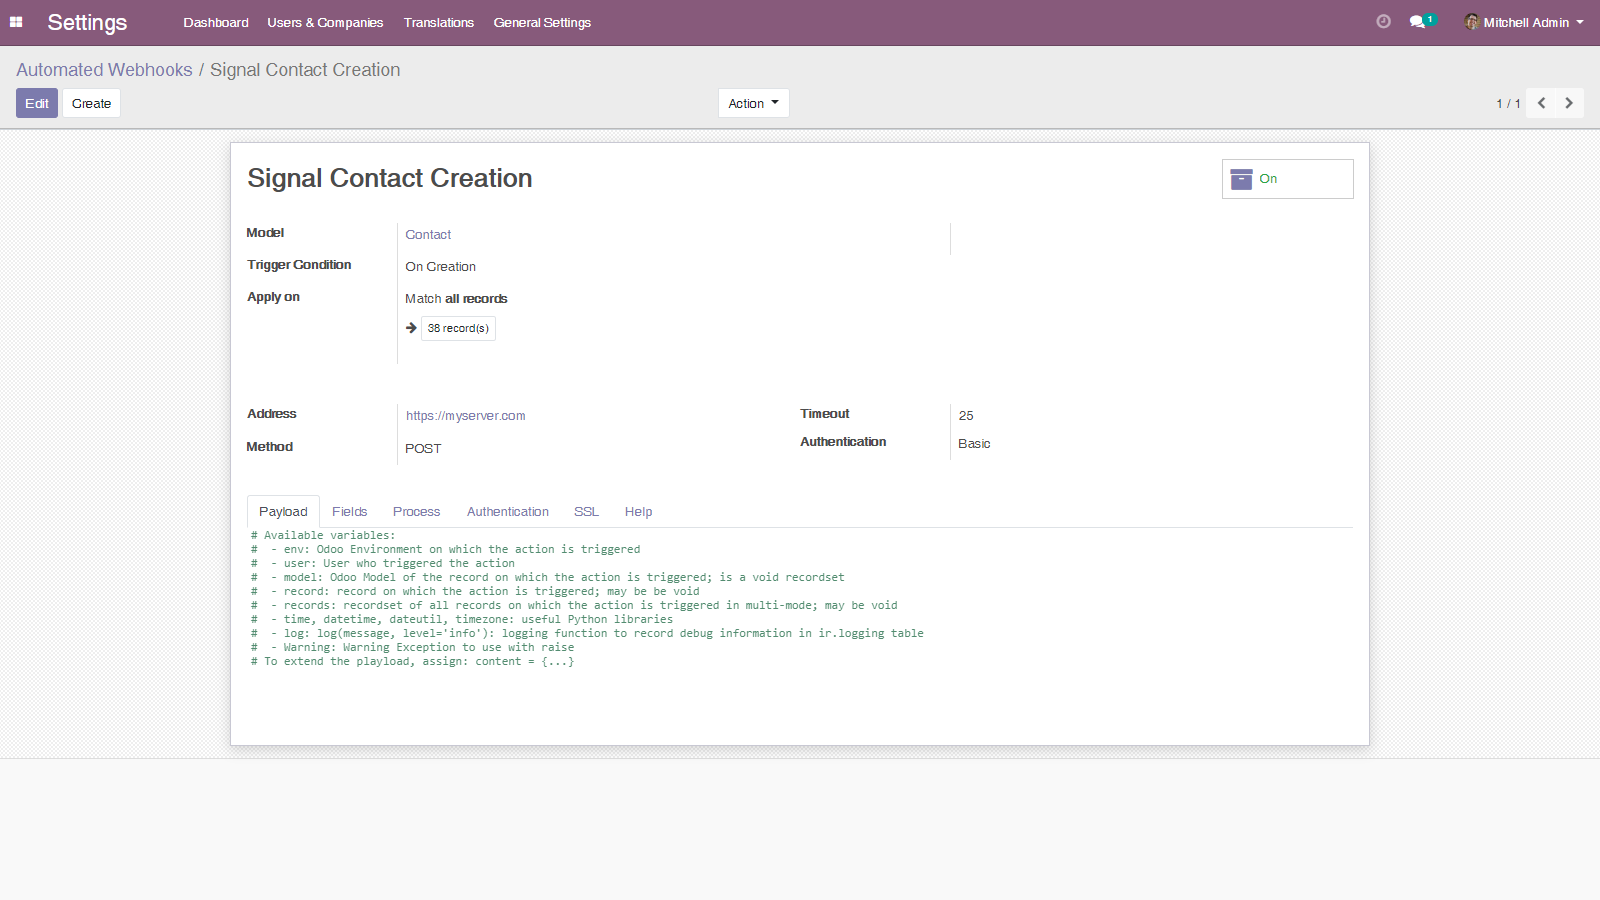 Settings Dashboard Users & Companies Translations General Settings 1 Mitchell Admin
Automated Webhooks / Signal Contact Creation
Edit Create Action 1 / 1
Signal Contact Creation On
Model Contact
Trigger Condition On Creation
Apply on Match all records
38 record(s)
Address https://myserver.com Timeout 25
Method POST Authentication Basic
Payload Fields Process Authentication SSL Help
# Available variables:
#  - env: Odoo Environment on which the action is triggered
#  - user: User who triggered the action
#  - model: Odoo Model of the record on which the action is triggered; is a void recordset
#  - record: record on which the action is triggered; may be be void
#  - records: recordset of all records on which the action is triggered in multi-mode; may be void
#  - time, datetime, dateutil, timezone: useful Python libraries
#  - log: log(message, level='info'): logging function to record debug information in ir.logging table
#  - Warning: Warning Exception to use with raise
# To extend the playload, assign: content = {...}